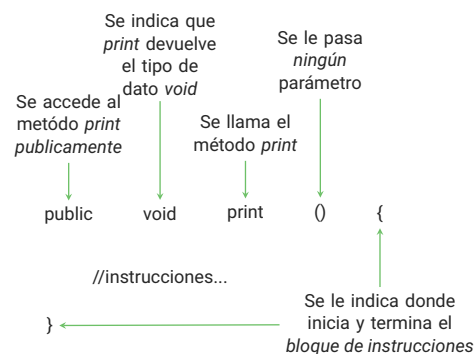 Se indica que
print devuelve
el tipo de
dato void
Se le pasa
ningún
parámetro
Se accede al
metódo print
publicamente
Se llama el
método print
public void print () {
//instrucciones...
}
Se le indica donde
inicia y termina el
bloque de instrucciones